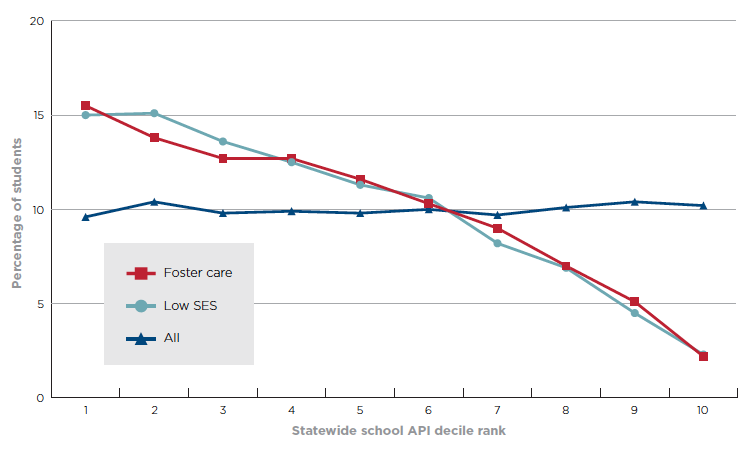 20
15
10
5
0
Percentage of students
Foster care
Low SES
All
1 2 3 4 5 6 7 8 9 10
Statewide school API decile rank